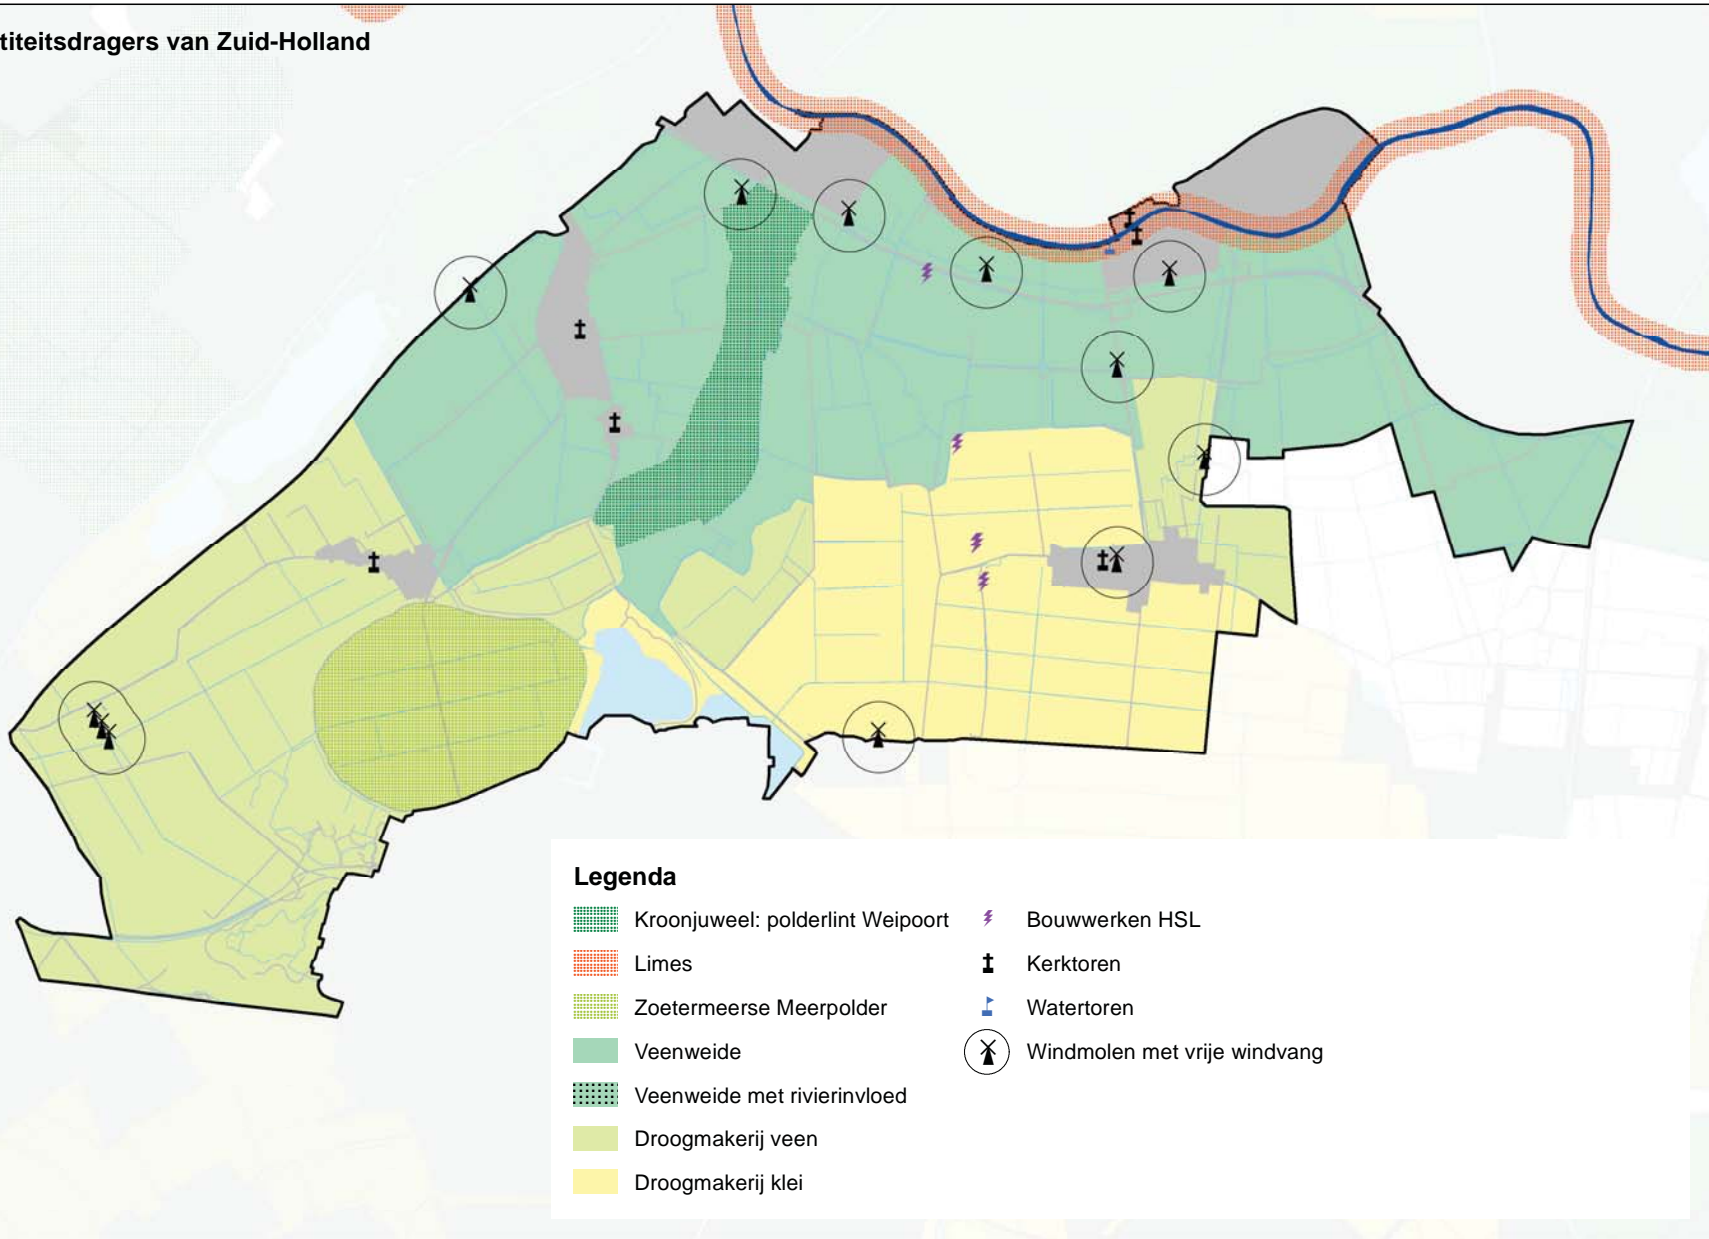 titeitsdragers van Zuid-Holland
Legenda
Kroonjuweel: polderlint Weipoort
Limes
Zoetermeerse Meerpolder
Veenweide
Veenweide met rivierinvloed
Droogmakerij veen
Droogmakerij klei
Bouwwerken HSL
Kerktoren
Watertoren
Windmolen met vrije windvang